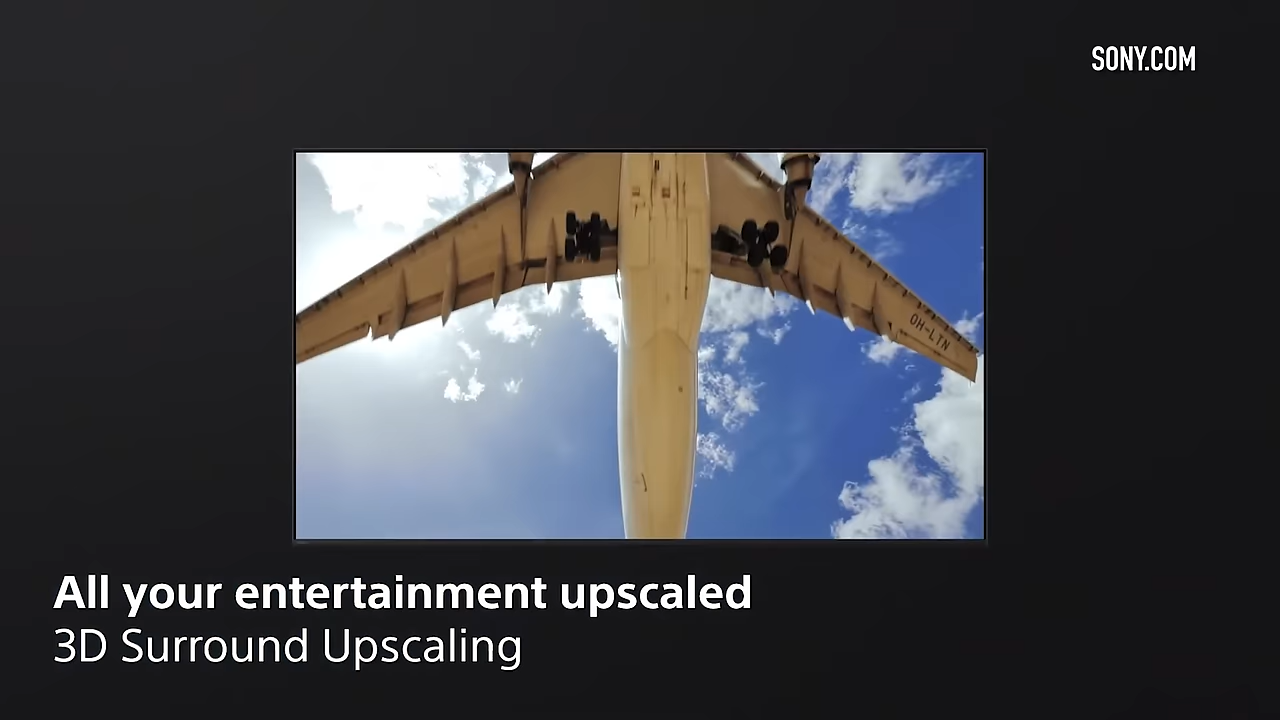 SONY.COM
OH-LTN
All your entertainment upscaled
3D Surround Upscaling